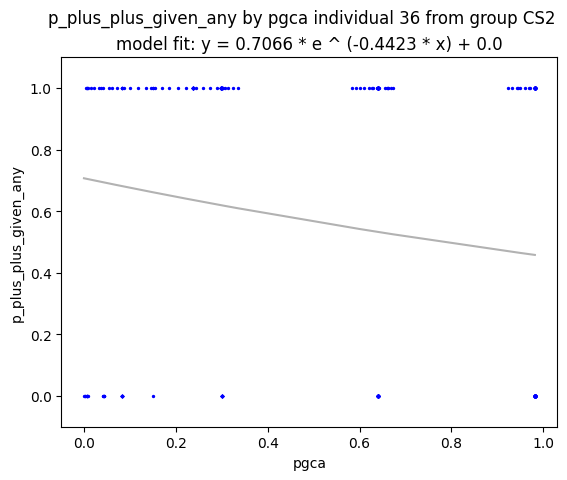 p_plus_plus_given_any by pgca individual 36 from group CS2
model fit: y = 0.7066 * e ^ (-0.4423 * x) + 0.0
1.0
0.8
0.6
0.4
0.2
0.0
p_plus_plus_given_any
0.0 0.2 0.4 0.6 0.8 1.0
pgca